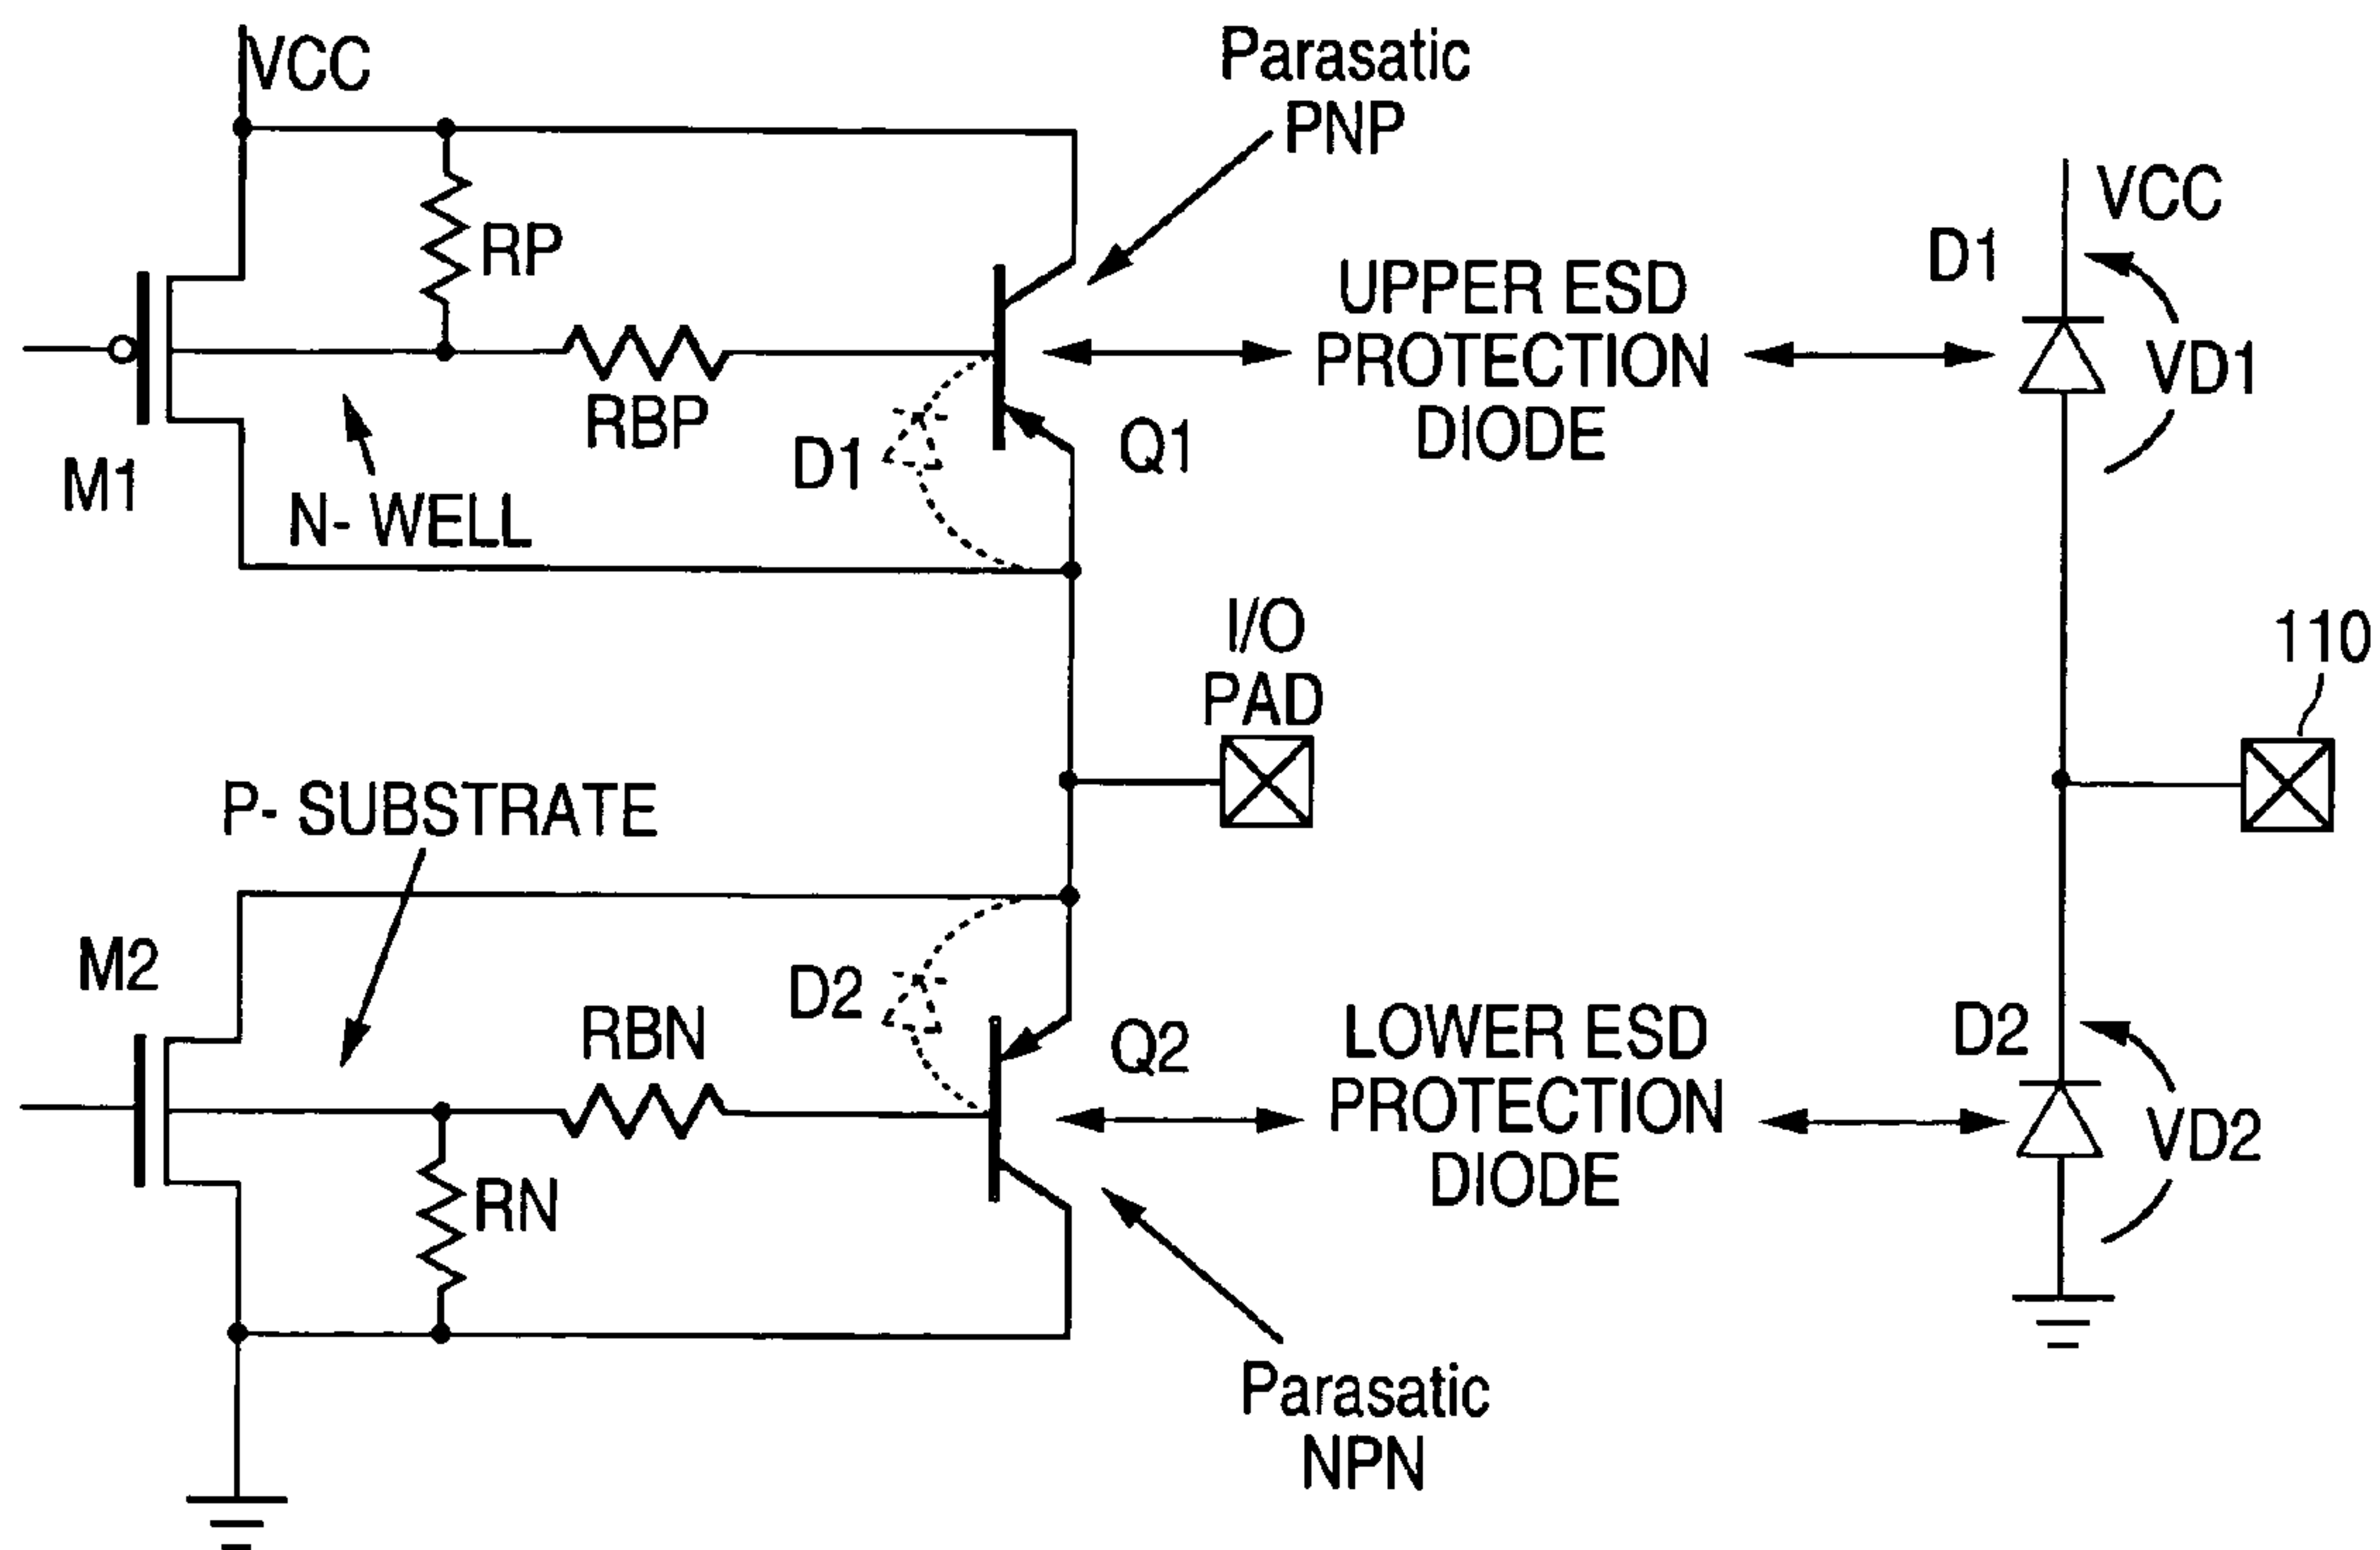 VCC
Parasatic
PNP
RP
VCC
D1
UPPER ESD
PROTECTION
DIODE
VD1
RBP
D1
Q1
M1
N- WELL
I/O
PAD
110
P- SUBSTRATE
M2
D2
RBN
Q2
LOWER ESD
PROTECTION
DIODE
D2
VD2
RN
Parasatic
NPN